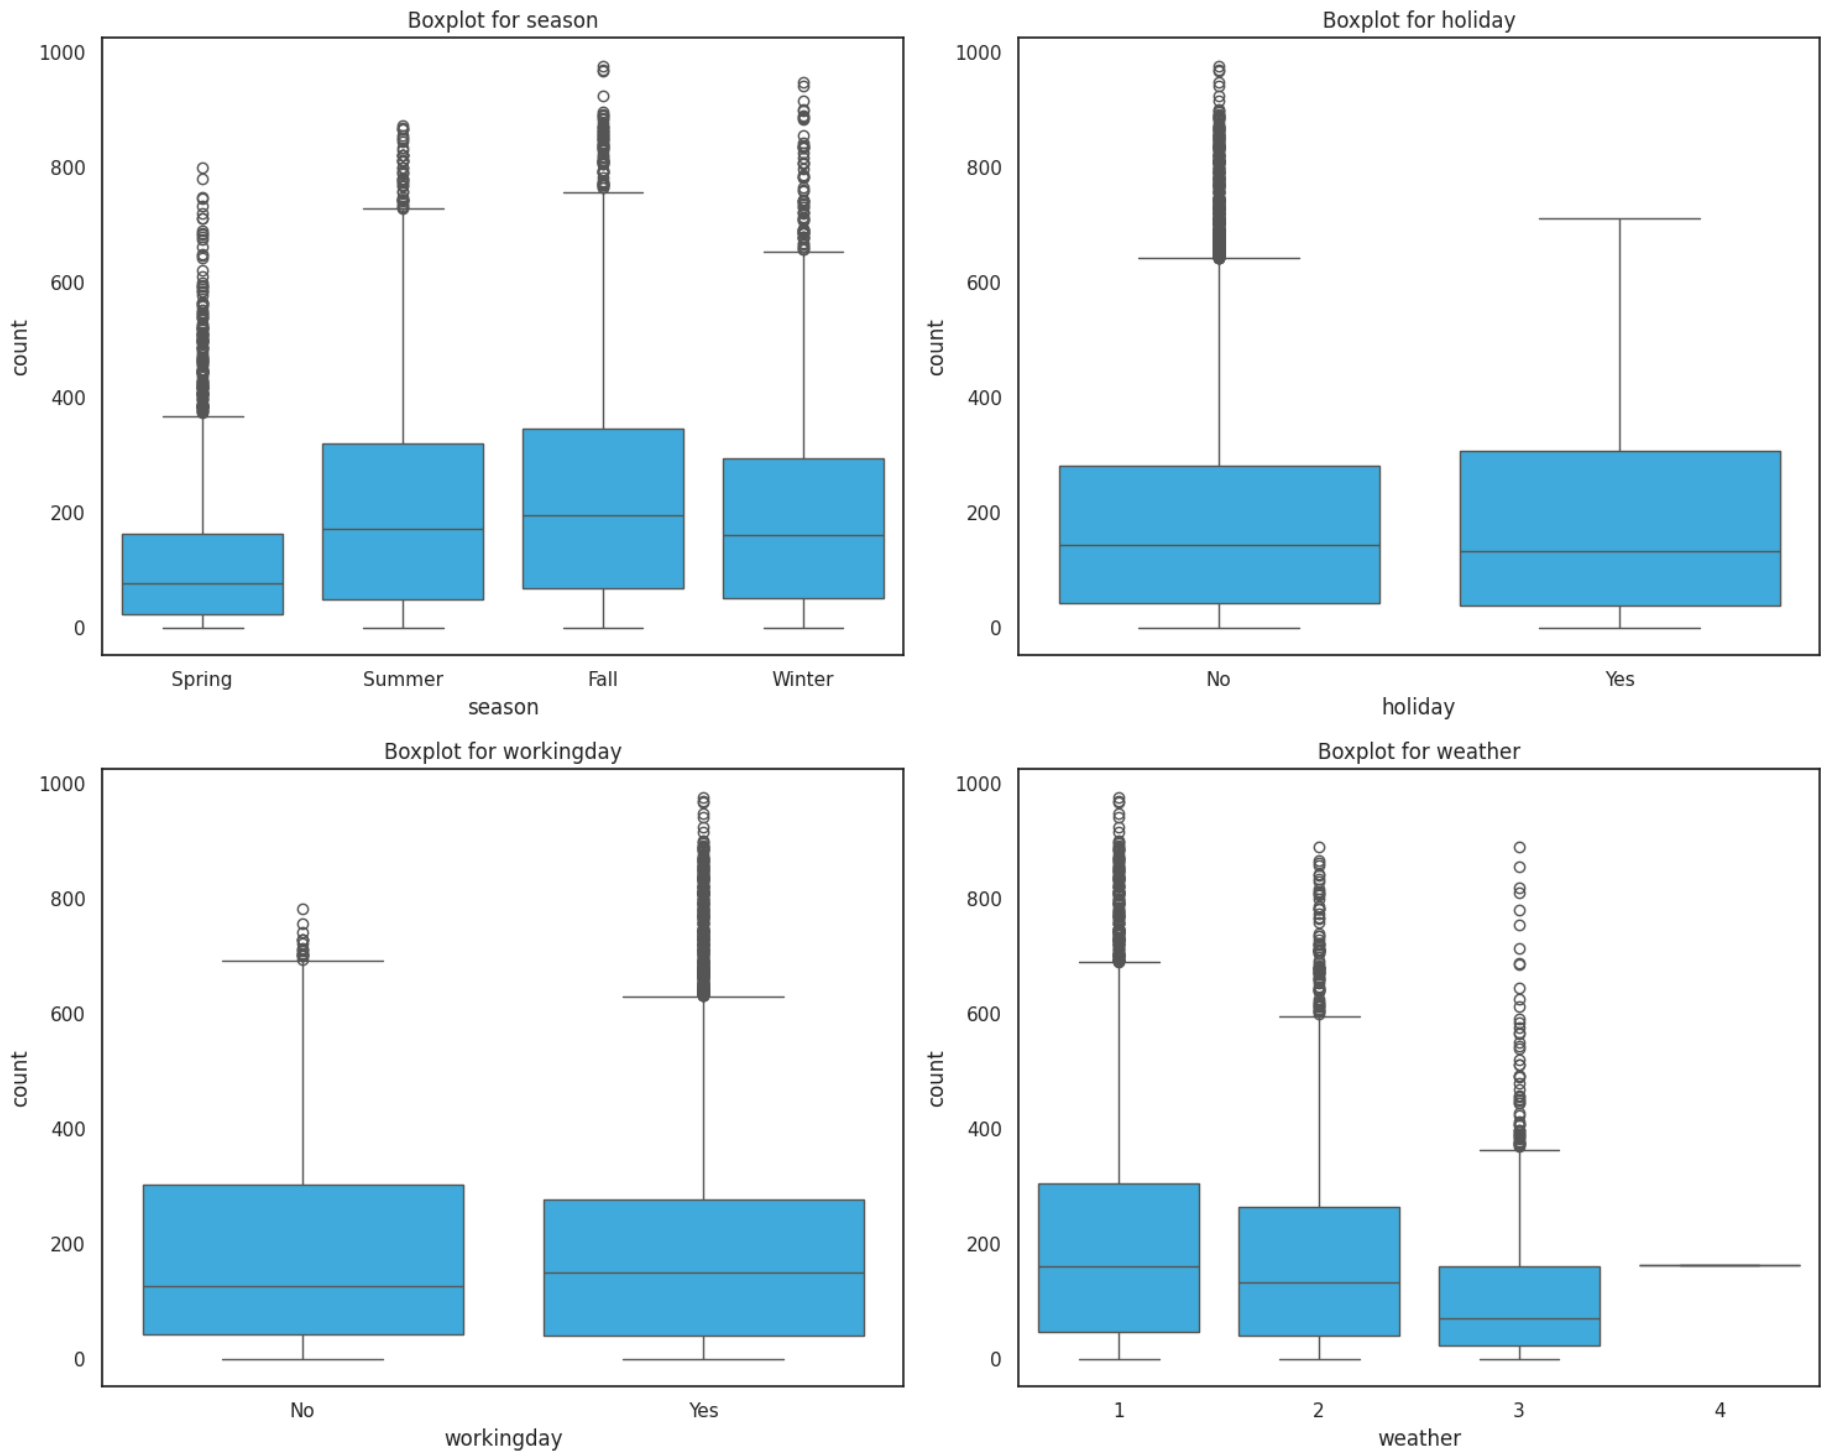 Boxplot for season
1000
800
600
400
200
0
count
Spring Summer Fall Winter
season
Boxplot for holiday
1000
800
600
400
200
0
count
No Yes
holiday
Boxplot for workingday
1000
800
600
400
200
0
count
No Yes
workingday
Boxplot for weather
1000
800
600
400
200
0
count
1 2 3 4
weather